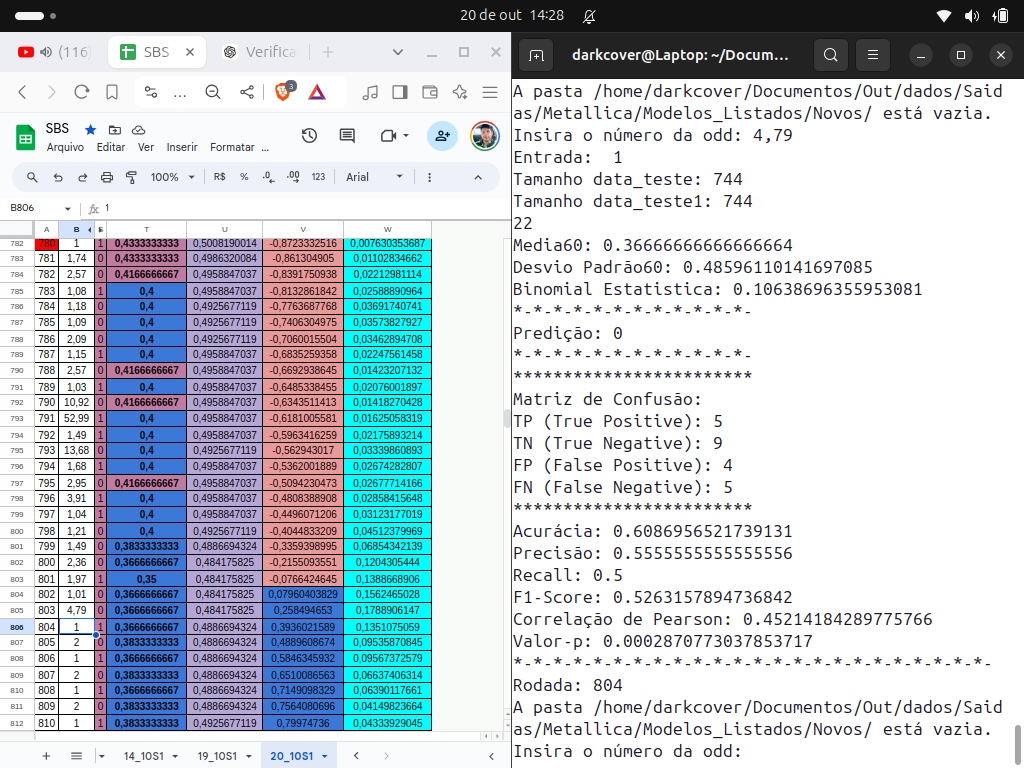 20 de out 14:28
(116)
SBS
Verifica
SBS
Arquivo Editar Ver Inserir Formatar ...
100% R$ % .0 .00 123 Arial
B806 fx 1
A B T U V W
782 780 1 1 0,4333333333 0,5008190014 -0,8723332516 0,007630353687
783 781 1,74 0 0,4333333333 0,4986320084 -0,861304905 0,01102834662
784 782 2,57 0 0,4166666667 0,4958847037 -0,8391750938 0,02212981114
785 783 1,08 1 0,4 0,4958847037 -0,8132861842 0,02588890964
786 784 1,18 0 0,4 0,4925677119 -0,7763687768 0,03691740741
787 785 1,09 0 0,4 0,4925677119 -0,7406304975 0,03573827927
788 786 2,09 0 0,4 0,4925677119 -0,7060015504 0,03462894708
789 787 1,15 1 0,4 0,4958847037 -0,6835259358 0,02247561458
790 788 2,57 0 0,4166666667 0,4958847037 -0,6692938645 0,01423207132
791 789 1,03 1 0,4 0,4958847037 -0,6485338455 0,02076001897
792 790 10,92 0 0,4166666667 0,4958847037 -0,6343511413 0,01418270428
793 791 52,99 1 0,4 0,4958847037 -0,6181005581 0,01625058319
794 792 1,49 1 0,4 0,4958847037 -0,5963416259 0,02175893214
795 793 13,68 0 0,4 0,4925677119 -0,562943017 0,03339860893
796 794 1,68 1 0,4 0,4958847037 -0,5362001889 0,02674282807
797 795 2,95 0 0,4166666667 0,4958847037 -0,5094230473 0,02677714166
798 796 3,91 1 0,4 0,4958847037 -0,4808388908 0,02858415648
799 797 1,04 1 0,4 0,4958847037 -0,4496071206 0,03123177019
800 798 1,21 0 0,4 0,4925677119 -0,4044833209 0,04512379969
801 799 1,49 0 0,3833333333 0,4886694324 -0,3359398995 0,06854342139
802 800 2,36 0 0,3666666667 0,484175825 -0,2155093551 0,1204305444
803 801 1,97 1 0,35 0,484175825 -0,0766424645 0,1388668906
804 802 1,01 0 0,3666666667 0,484175825 0,07960403829 0,1562465028
805 803 4,79 0 0,3666666667 0,484175825 0,258494653 0,1788906147
806 804 1 1 0,3666666667 0,4886694324 0,3936021589 0,1351075059
807 805 2 0 0,3833333333 0,4886694324 0,4889608674 0,09535870845
808 806 1 1 0,3666666667 0,4886694324 0,5846345932 0,09567372579
809 807 2 0 0,3833333333 0,4886694324 0,6510086563 0,06637406314
810 808 1 1 0,3666666667 0,4886694324 0,7149098329 0,06390117661
811 809 2 0 0,3833333333 0,4886694324 0,7564080696 0,04149823664
812 810 1 1 0,3833333333 0,4925677119 0,79974736 0,04333929045
14_10S1 19_10S1 20_10S1
darkcover@Laptop: ~/Docum...
A pasta /home/darkcover/Documentos/Out/dados/Said
as/Metallica/Modelos_Listados/Novos/ está vazia.
Insira o número da odd: 4,79
Entrada:  1
Tamanho data_teste: 744
Tamanho data_teste1: 744
22
Media60: 0.36666666666666664
Desvio Padrão60: 0.48596110141697085
Binomial Estatistica: 0.10638696355953081
*-*-*-*-*-*-*-*-*-*-*-*-
Predição: 0
*-*-*-*-*-*-*-*-*-*-*-*-
************************
Matriz de Confusão:
TP (True Positive): 5
TN (True Negative): 9
FP (False Positive): 4
FN (False Negative): 5
************************
Acurácia: 0.6086956521739131
Precisão: 0.5555555555555556
Recall: 0.5
F1-Score: 0.5263157894736842
Correlação de Pearson: 0.45214184289775766
Valor-p: 0.0002870773037853717
*-*-*-*-*-*-*-*-*-*-*-*-*-*-*-*-*-*-*-*-*-*-*-*-
Rodada: 804
A pasta /home/darkcover/Documentos/Out/dados/Said
as/Metallica/Modelos_Listados/Novos/ está vazia.
Insira o número da odd: